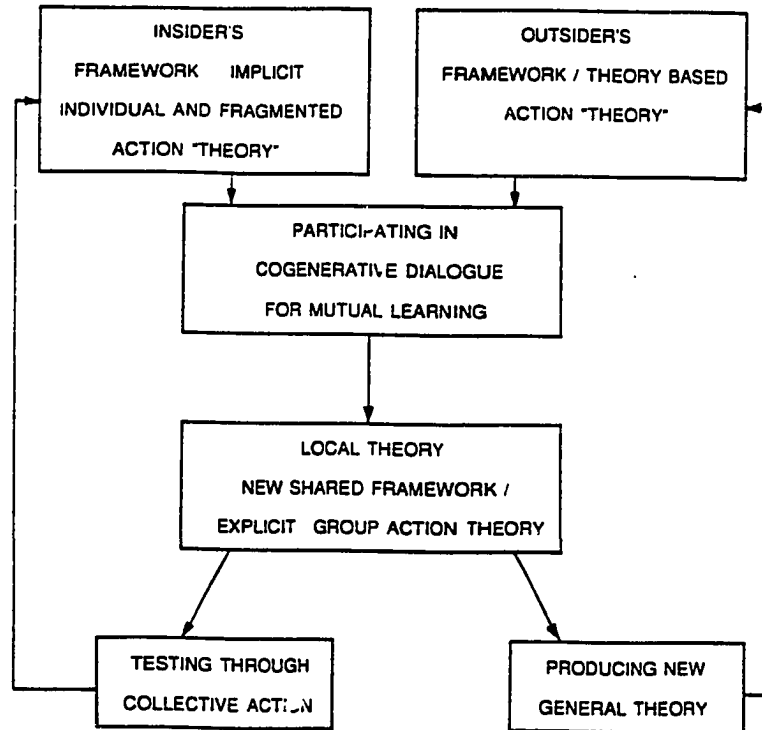 INSIDER'S
FRAMEWORK IMPLICIT
INDIVIDUAL AND FRAGMENTED
ACTION "THEORY"
OUTSIDER'S
FRAMEWORK / THEORY BASED
ACTION "THEORY"
PARTICIPATING IN
COGENERATIVE DIALOGUE
FOR MUTUAL LEARNING
LOCAL THEORY
NEW SHARED FRAMEWORK /
EXPLICIT GROUP ACTION THEORY
TESTING THROUGH
COLLECTIVE ACTION
PRODUCING NEW
GENERAL THEORY